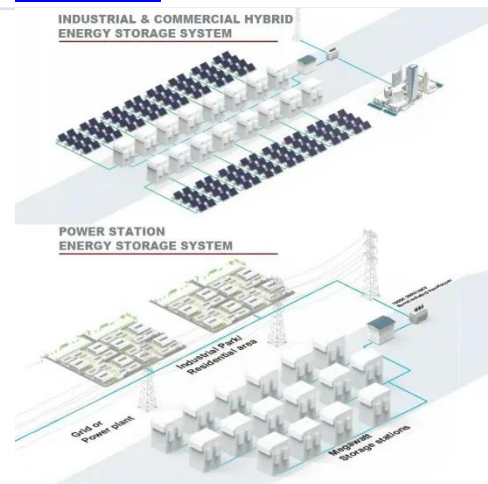 INDUSTRIAL & COMMERCIAL HYBRID
ENERGY STORAGE SYSTEM
POWER STATION
ENERGY STORAGE SYSTEM
Industrial Park/
Residential area
Grid or
Power plant
Megawatt
Storage stations